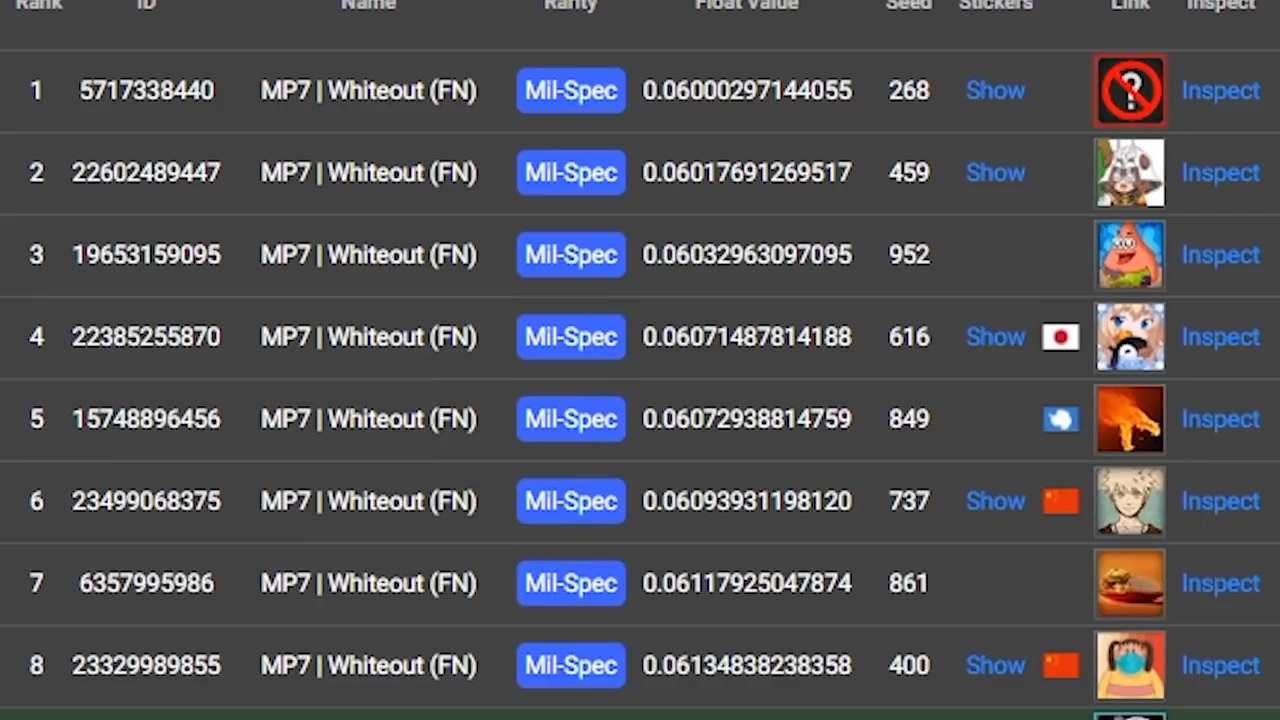 Rank ID Name Rarity Float Value Seed Stickers Link Inspect
1 5717338440 MP7 | Whiteout (FN) Mil-Spec 0.06000297144055 268 Show Inspect
2 22602489447 MP7 | Whiteout (FN) Mil-Spec 0.06017691269517 459 Show Inspect
3 19653159095 MP7 | Whiteout (FN) Mil-Spec 0.06032963097095 952 Inspect
4 22385255870 MP7 | Whiteout (FN) Mil-Spec 0.06071487814188 616 Show Inspect
5 15748896456 MP7 | Whiteout (FN) Mil-Spec 0.06072938814759 849 Inspect
6 23499068375 MP7 | Whiteout (FN) Mil-Spec 0.06093931198120 737 Show Inspect
7 6357995986 MP7 | Whiteout (FN) Mil-Spec 0.06117925047874 861 Inspect
8 23329989855 MP7 | Whiteout (FN) Mil-Spec 0.06134838238358 400 Show Inspect